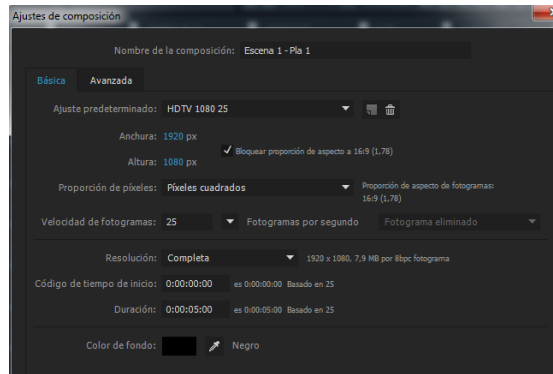 Ajustes de composición
Nombre de la composición: Escena 1 - Pla 1
Básica Avanzada
Ajuste predeterminado: HDTV 1080 25
Anchura: 1920 px
Bloquear proporción de aspecto a 16:9 (1,78)
Altura: 1080 px
Proporción de píxeles: Píxeles cuadrados Proporción de aspecto de fotogramas:
16:9 (1,78)
Velocidad de fotogramas: 25 Fotogramas por segundo Fotograma eliminado
Resolución: Completa 1920 x 1080, 7,9 MB por 8bpc fotograma
Código de tiempo de inicio: 0:00:00:00 es 0:00:00:00 Basado en 25
Duración: 0:00:05:00 es 0:00:05:00 Basado en 25
Color de fondo: Negro